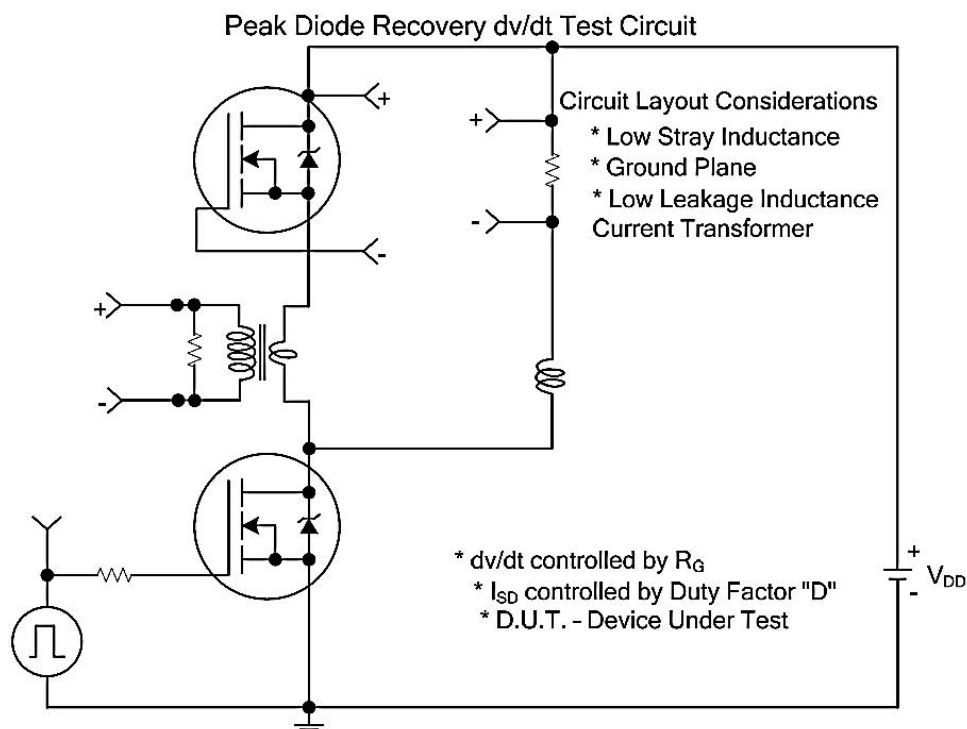 Peak Diode Recovery dv/dt Test Circuit
+
-
+
-
Circuit Layout Considerations
* Low Stray Inductance
* Ground Plane
* Low Leakage Inductance
Current Transformer
+
-
* dv/dt controlled by RG
* ISD controlled by Duty Factor "D"
* D.U.T. - Device Under Test
+
VDD
-